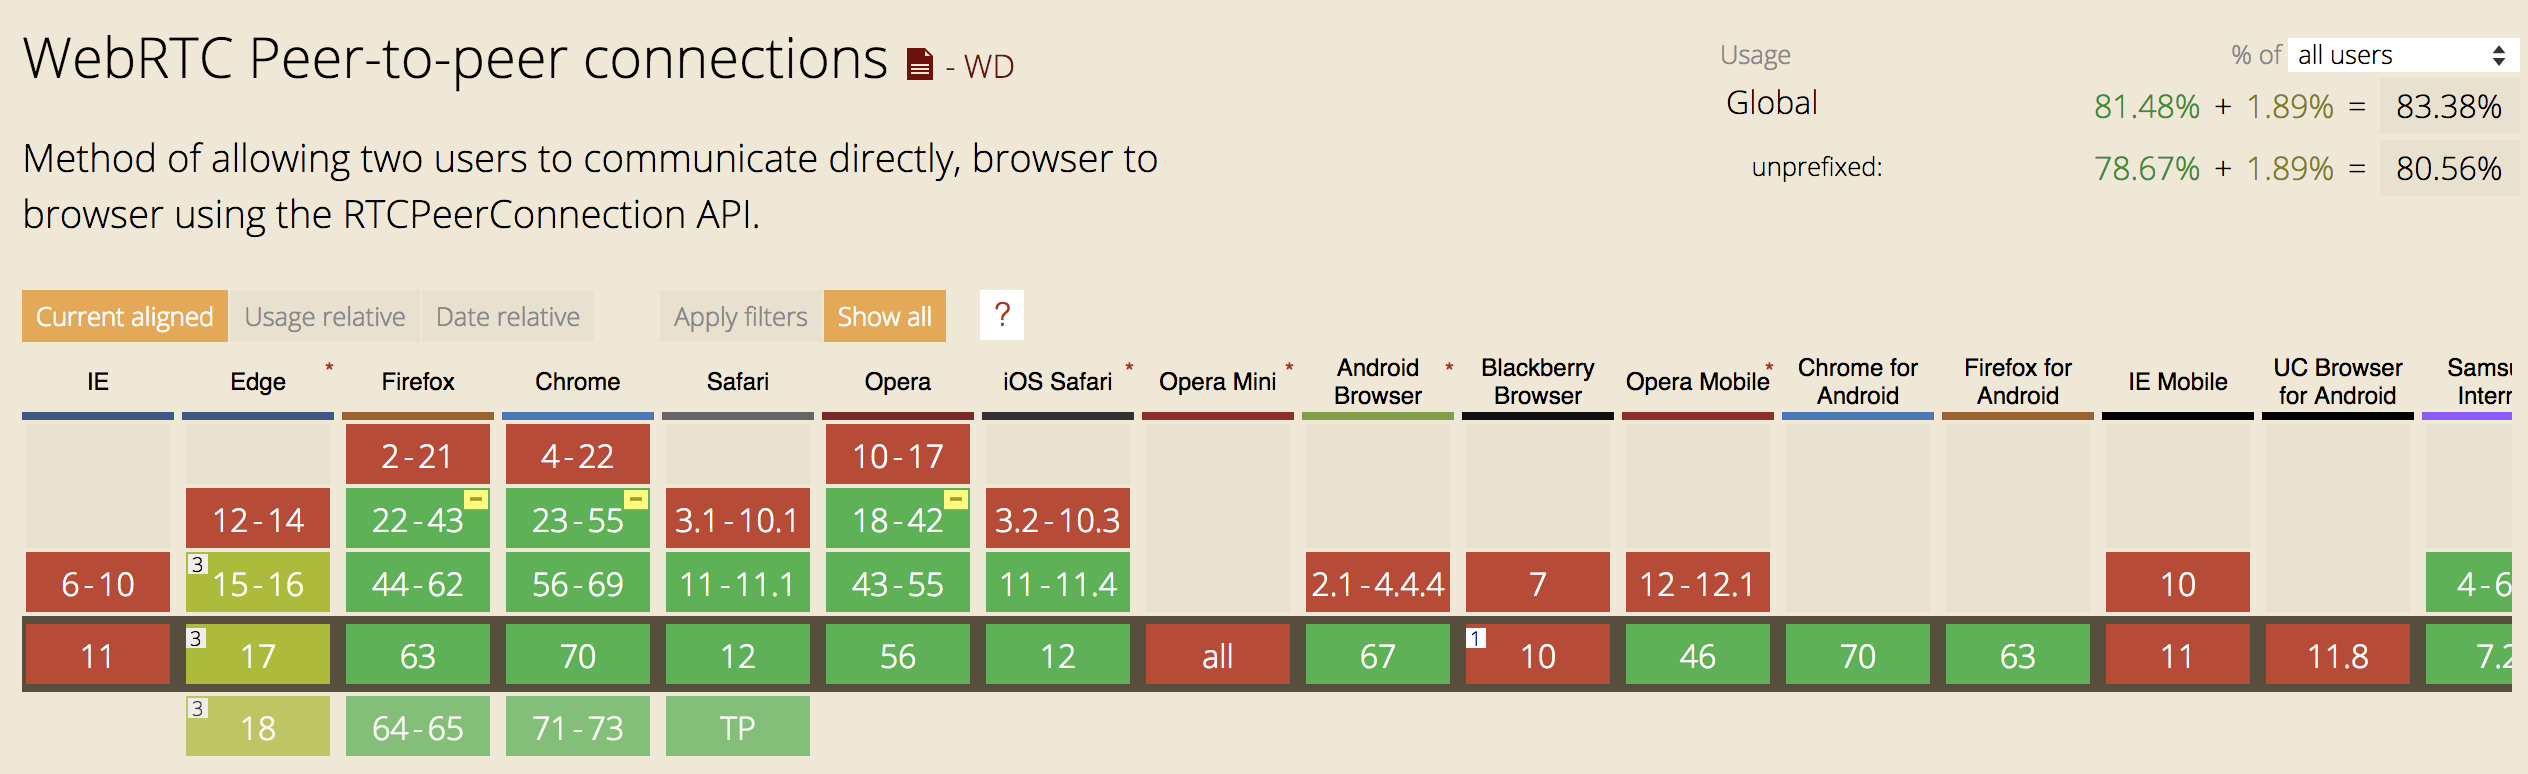 WebRTC Peer-to-peer connections - WD
Usage % of all users
Global 81.48% + 1.89% = 83.38%
unprefixed: 78.67% + 1.89% = 80.56%
Method of allowing two users to communicate directly, browser to
browser using the RTCPeerConnection API.
Current aligned Usage relative Date relative Apply filters Show all ?
IE Edge * Firefox Chrome Safari Opera iOS Safari * Opera Mini * Android Browser * Blackberry Browser Opera Mobile * Chrome for Android Firefox for Android IE Mobile UC Browser for Android
2-21 4-22 10-17
12-14 22-43 23-55 3.1-10.1 18-42 3.2-10.3
6-10 3 15-16 44-62 56-69 11-11.1 43-55 11-11.4 2.1-4.4.4 7 12-12.1 10 4-6
11 3 17 63 70 12 56 12 all 67 1 10 46 70 63 11 11.8 7.2
3 18 64-65 71-73 TP